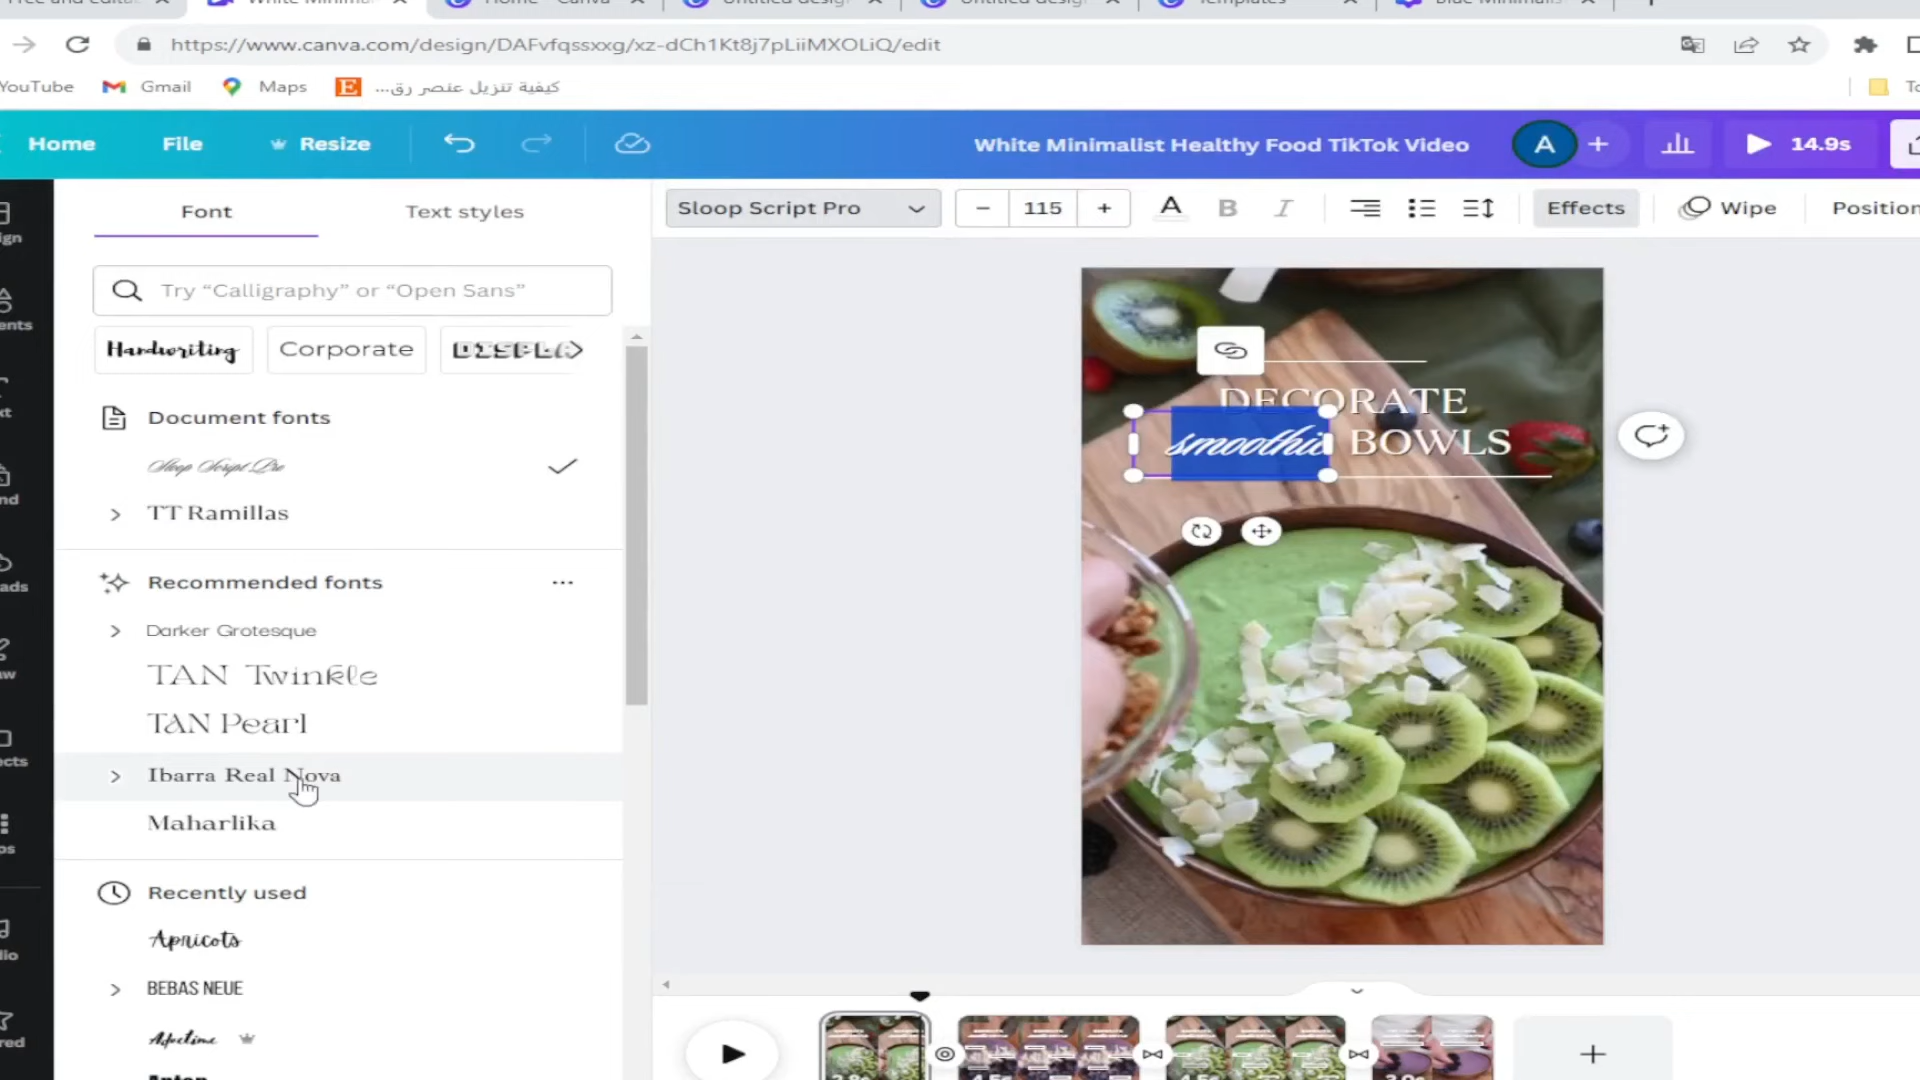 https://www.canva.com/design/DAFvfqssxxg/xz-dCh1Kt8j7pLiiMXOLiQ/edit
YouTube
Gmail
Maps
كيفية تنزيل عنصر رق...
Home
File
Resize
White Minimalist Healthy Food TikTok Video
A
14.9s
Font
Text styles
Sloop Script Pro
115
A
B
I
Effects
Wipe
Position
Try “Calligraphy” or “Open Sans”
Handwriting
Corporate
Document fonts
Sloop Script Pro
TT Ramillas
Recommended fonts
Darker Grotesque
TAN Twinkle
TAN Pearl
Ibarra Real Nova
Maharlika
Recently used
Apricots
BEBAS NEUE
DECORATE
smoothie BOWLS